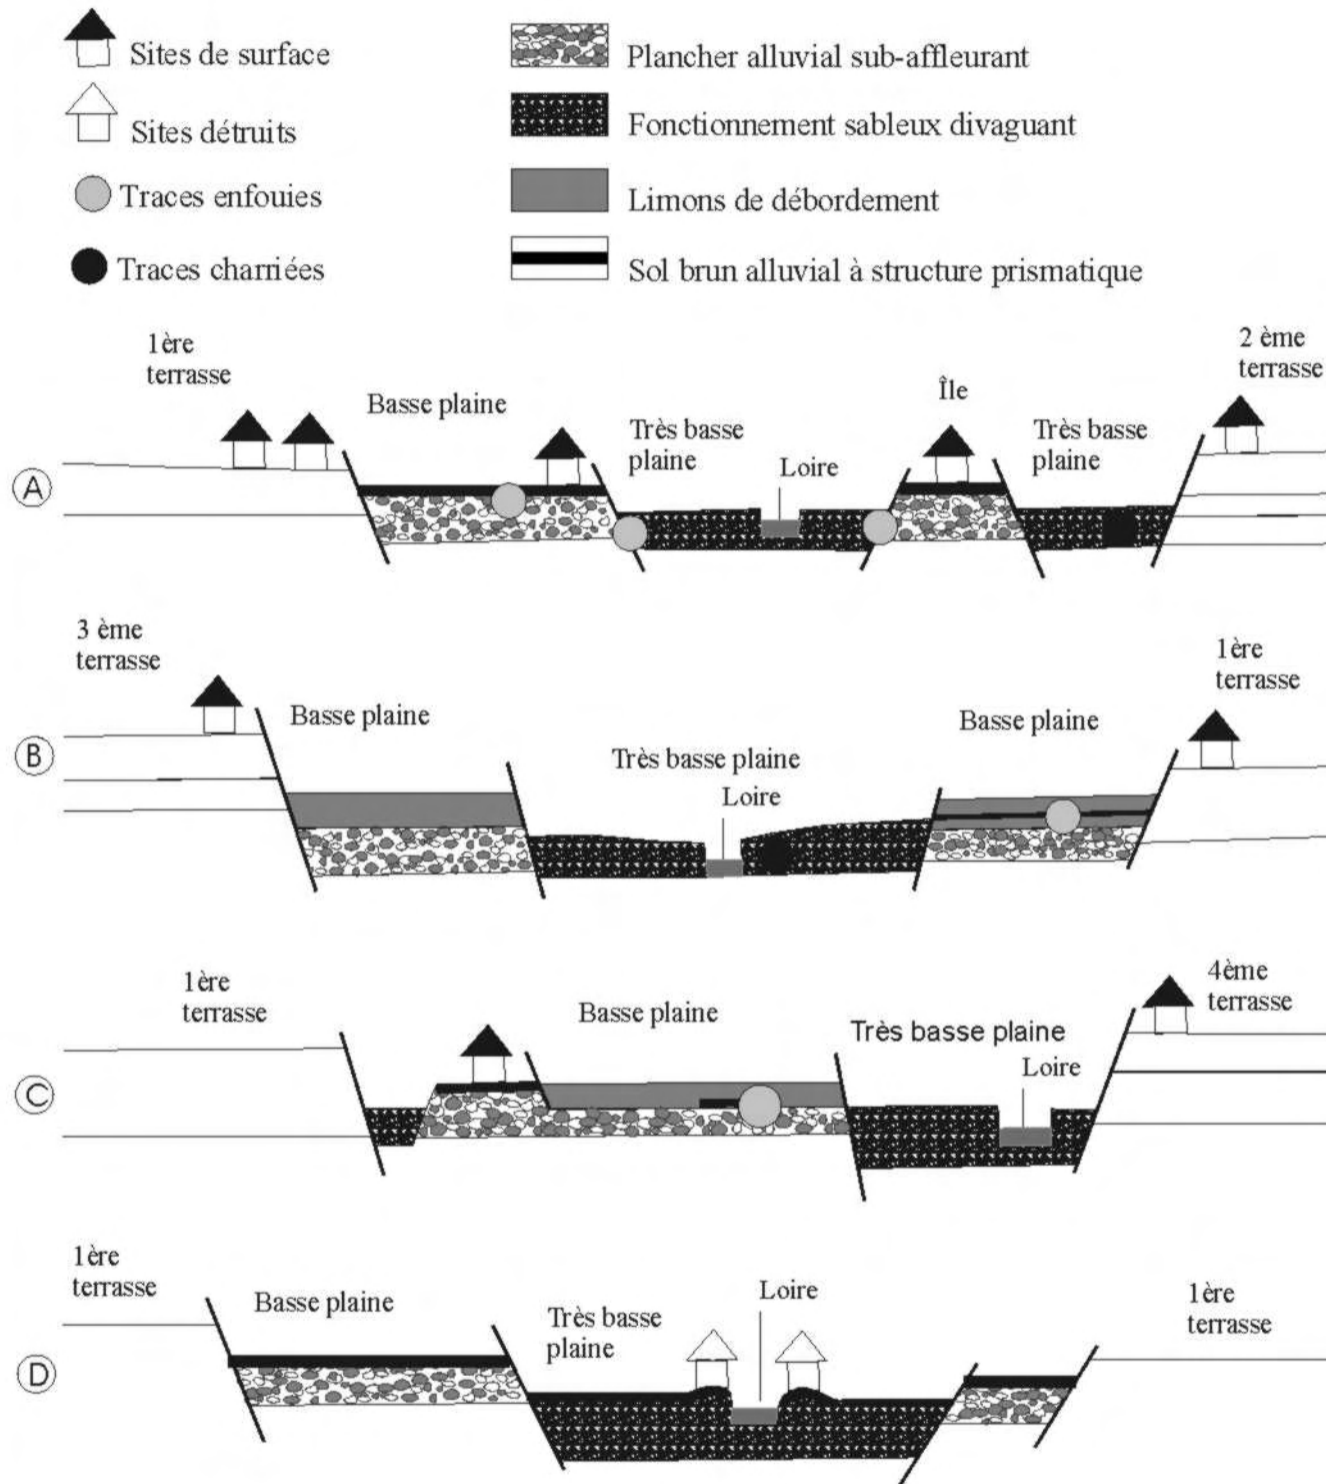 Sites de surface
Sites détruits
Traces enfouies
Traces charriées
Plancher alluvial sub-affleurant
Fonctionnement sableux divaguant
Limons de débordement
Sol brun alluvial à structure prismatique
A
1ère
terrasse
Basse plaine
Très basse
plaine
Loire
Île
Très basse
plaine
2 ème
terrasse
B
3 ème
terrasse
Basse plaine
Très basse plaine
Loire
Basse plaine
1ère
terrasse
C
1ère
terrasse
Basse plaine
Très basse plaine
Loire
4ème
terrasse
D
1ère
terrasse
Basse plaine
Très basse
plaine
Loire
1ère
terrasse